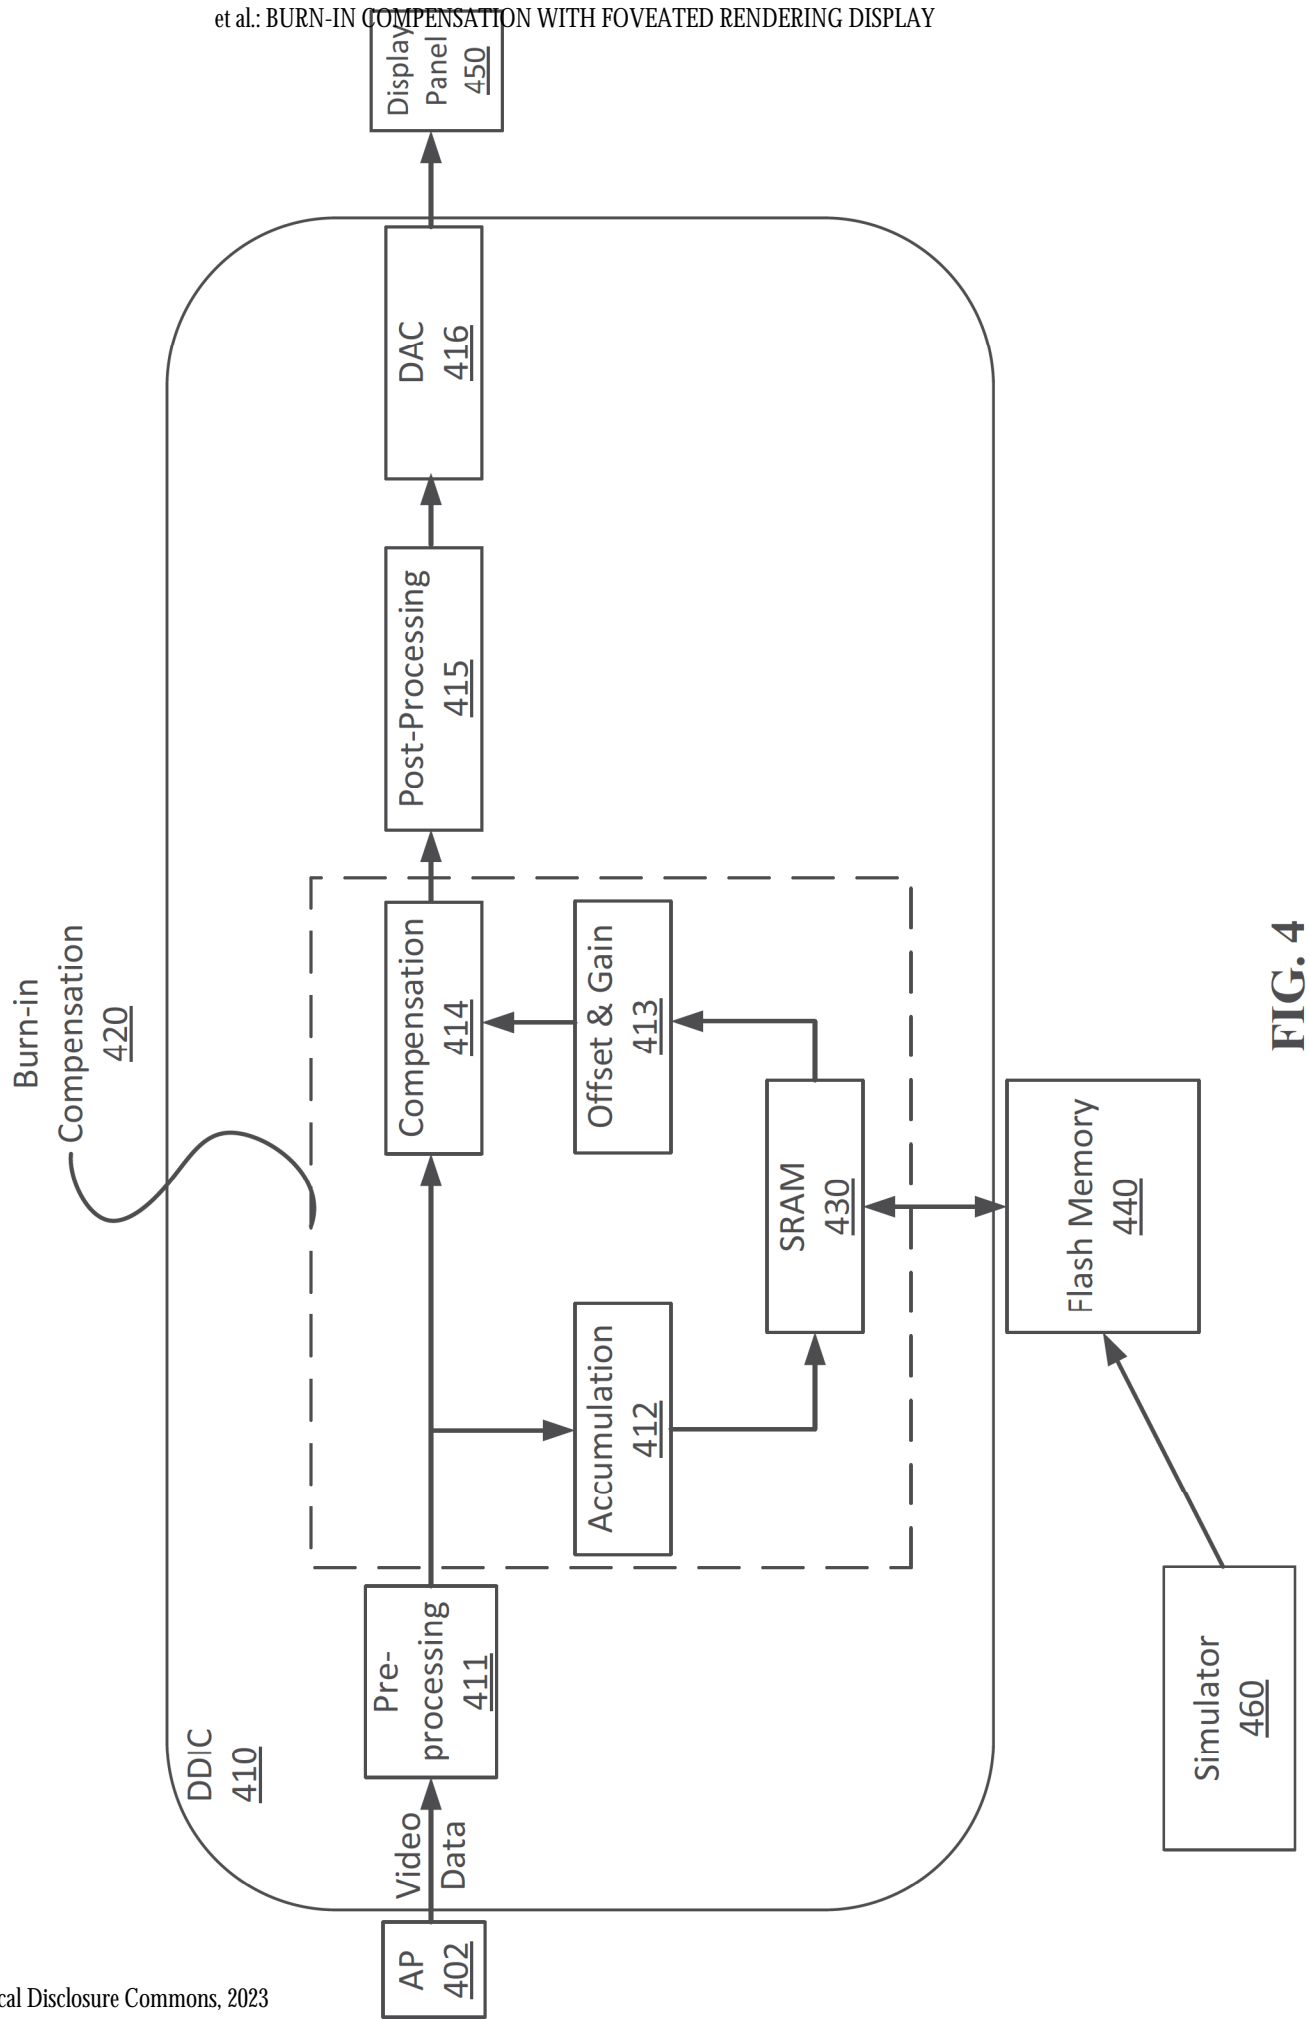 et al.: BURN-IN COMPENSATION WITH FOVEATED RENDERING DISPLAY
Burn-in
Compensation
420
DDIC
410
AP
402
Video
Data
Pre-
processing
411
Accumulation
412
SRAM
430
Offset & Gain
413
Compensation
414
Post-Processing
415
DAC
416
Display
Panel
450
Flash Memory
440
Simulator
460
FIG. 4
cal Disclosure Commons, 2023